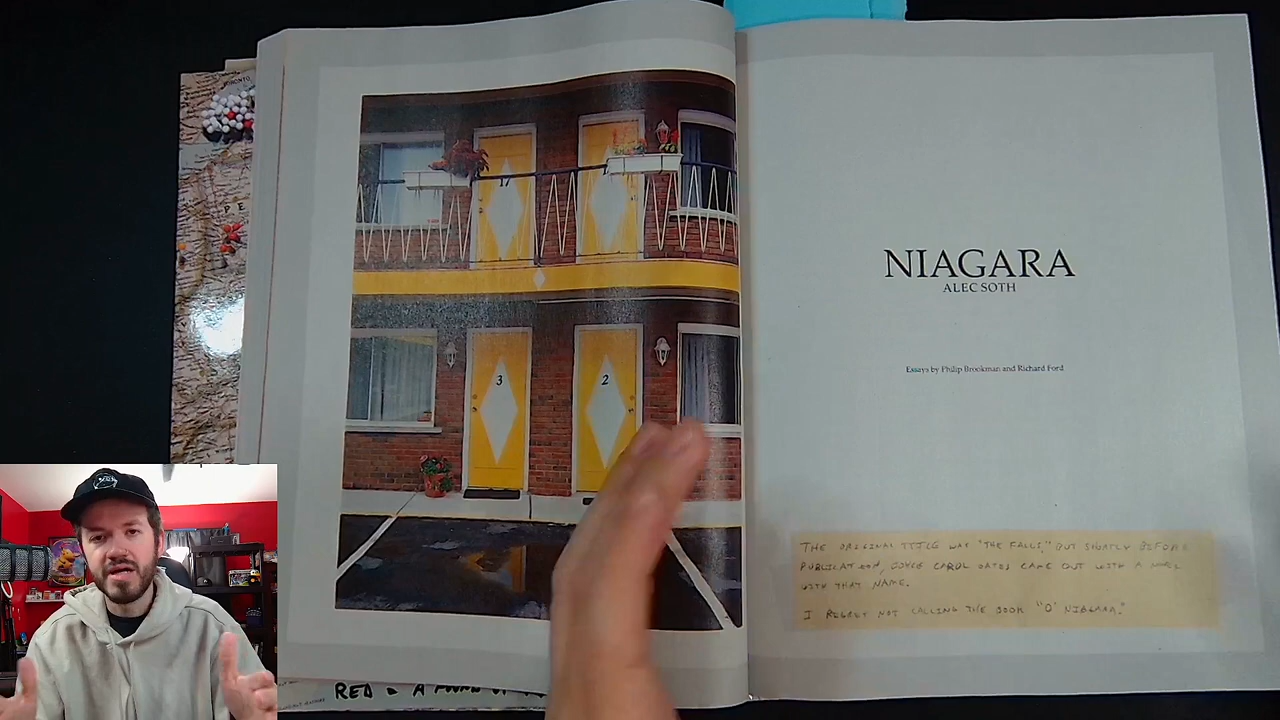 17
3
2
NIAGARA
ALEC SOTH
Essays by Philip Brookman and Richard Ford
THE ORIGINAL TITLE WAS "THE FALLS," BUT SHORTLY BEFORE
PUBLICATION, JOYCE CAROL OATES CAME OUT WITH A NOVEL
WITH THAT NAME.
I REGRET NOT CALLING THE BOOK "O' NIAGARA."
RED = A